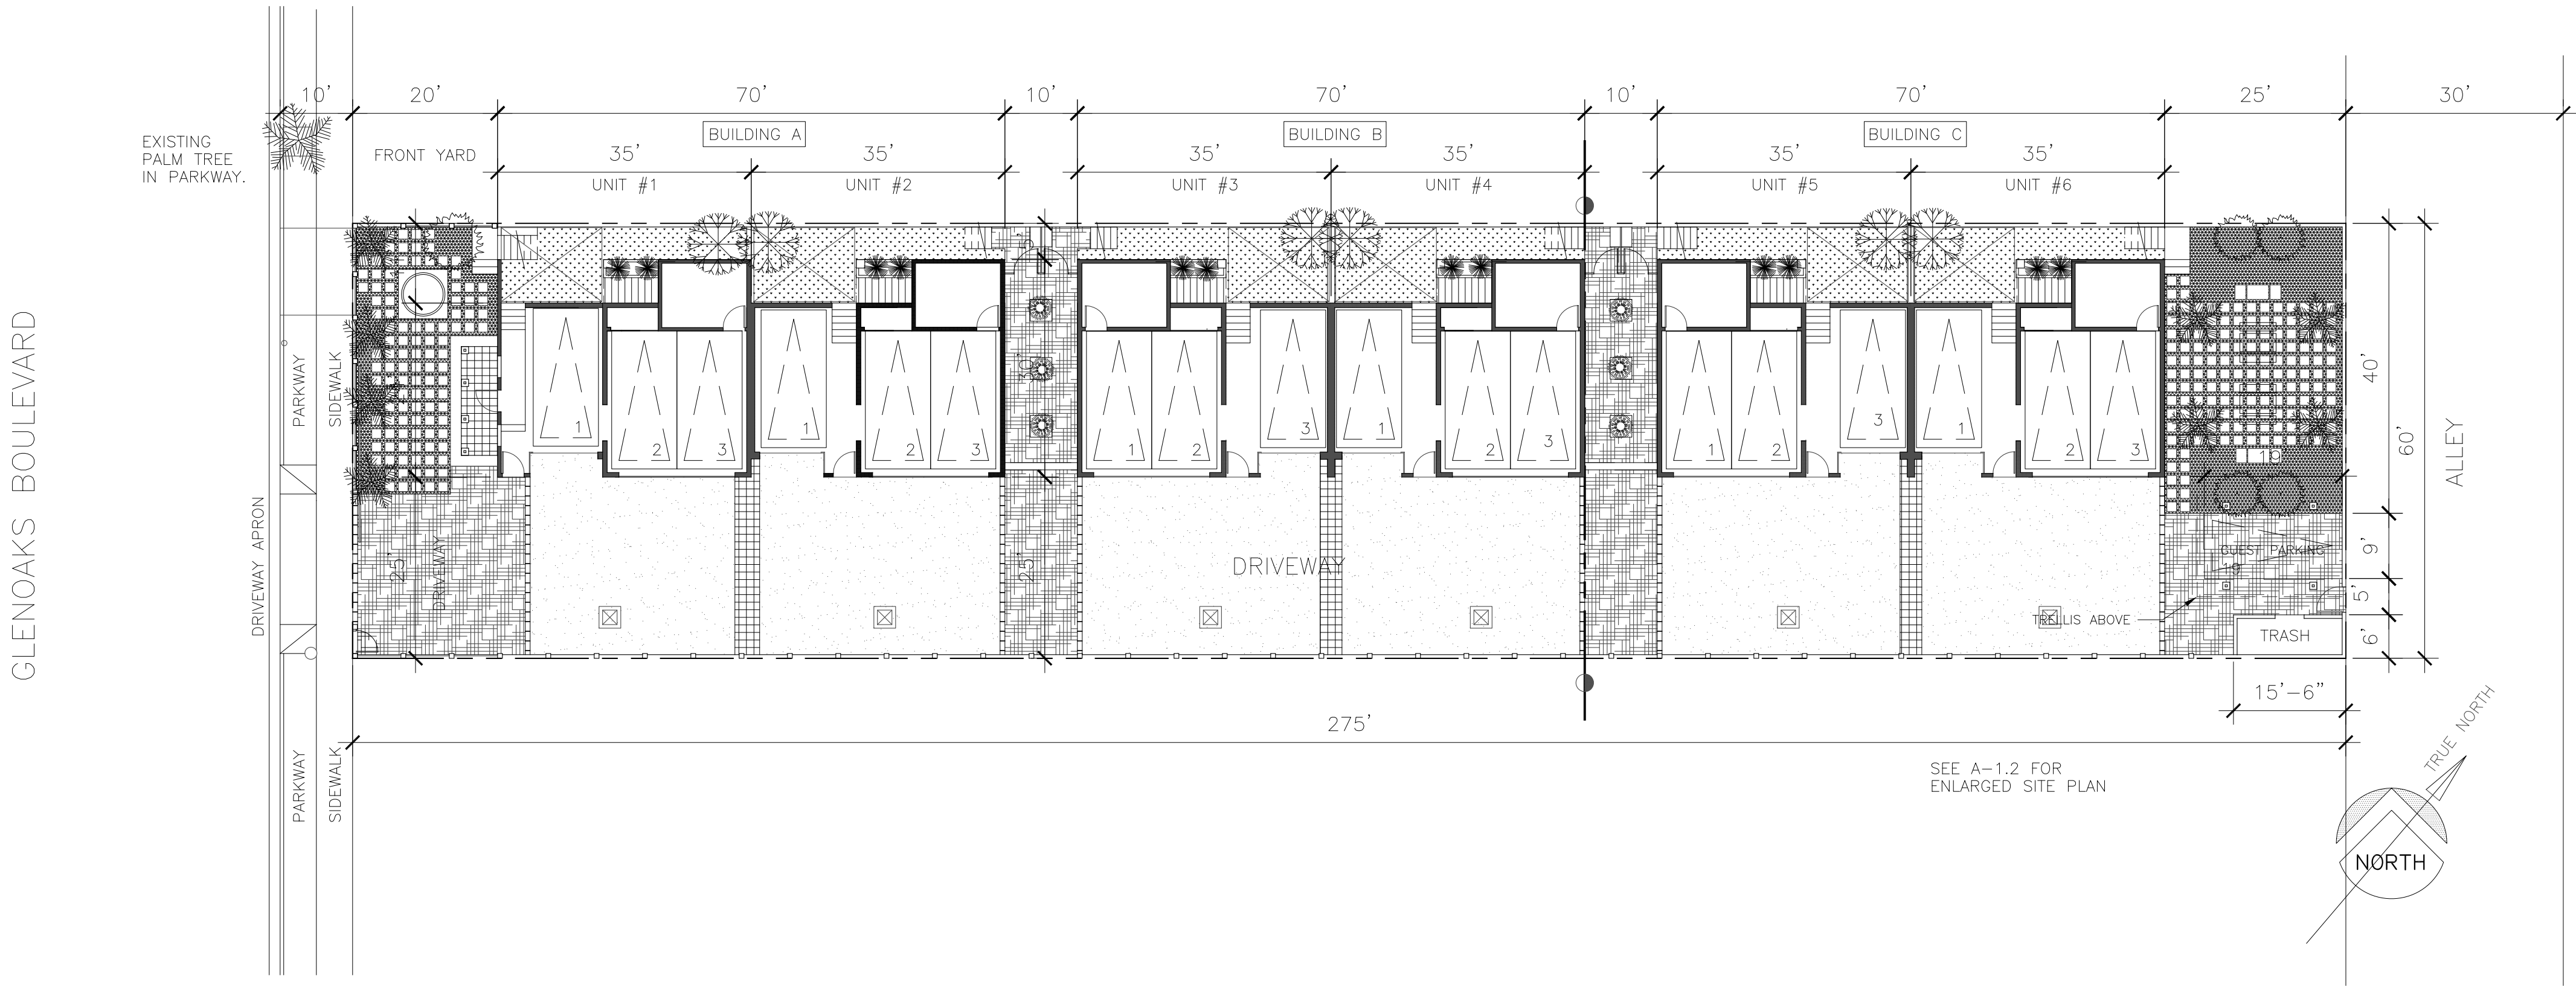 10'
20'
70'
10'
70'
10'
70'
25'
30'
BUILDING A
BUILDING B
BUILDING C
EXISTING
PALM TREE
IN PARKWAY.
FRONT YARD
35'
35'
35'
35'
35'
35'
UNIT #1
UNIT #2
UNIT #3
UNIT #4
UNIT #5
UNIT #6
5'
30'
GLENOAKS BOULEVARD
PARKWAY
SIDEWALK
1
2
3
1
2
3
1
2
3
1
2
3
1
2
3
1
2
3
19
40'
60'
ALLEY
DRIVEWAY APRON
25'
DRIVEWAY
25'
DRIVEWAY
GUEST PARKING
19
9'
5'
TRELLIS ABOVE
TRASH
6'
15'-6"
275'
PARKWAY
SIDEWALK
SEE A-1.2 FOR
ENLARGED SITE PLAN
TRUE NORTH
NORTH